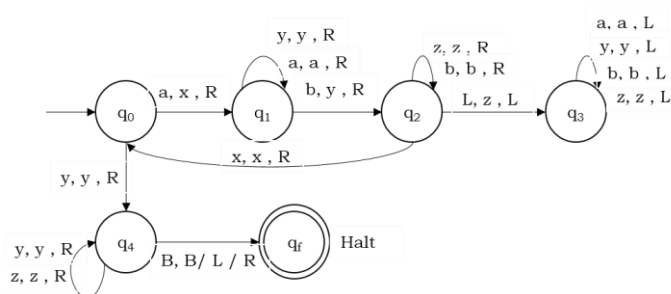 y, y , R
a, a , R
z, z , R
b, b , R
a, a , L
y, y , L
b, b , L
z, z , L
q0
a, x , R
q1
b, y , R
q2
L, z , L
q3
x, x , R
y, y , R
q4
y, y , R
z, z , R
B, B/ L / R
qf
Halt